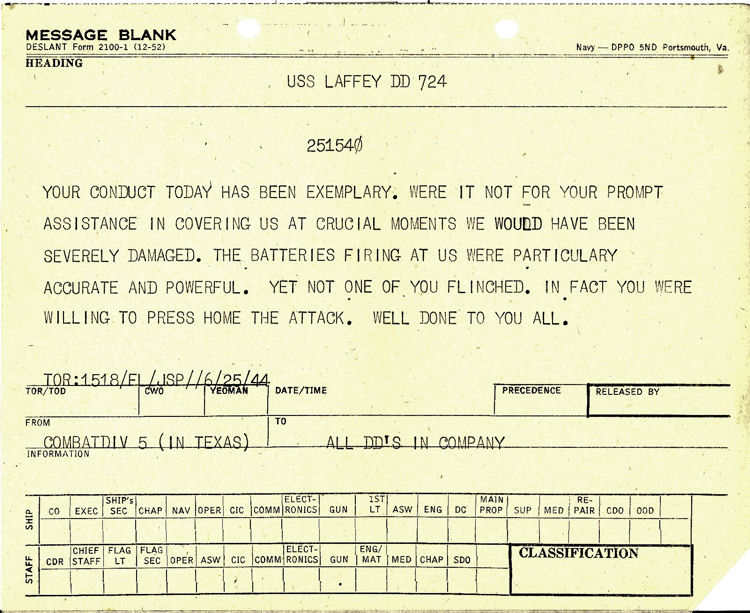 MESSAGE BLANK
DESLANT Form 2100-1 (12-52)
Navy — DPPO 5ND Portsmouth, Va.
HEADING
USS LAFFEY DD 724
251540
YOUR CONDUCT TODAY HAS BEEN EXEMPLARY. WERE IT NOT FOR YOUR PROMPT
ASSISTANCE IN COVERING US AT CRUCIAL MOMENTS WE WOULD HAVE BEEN
SEVERELY DAMAGED. THE BATTERIES FIRING AT US WERE PARTICULARY
ACCURATE AND POWERFUL. YET NOT ONE OF YOU FLINCHED. IN FACT YOU WERE
WILLING TO PRESS HOME THE ATTACK. WELL DONE TO YOU ALL.
TOR:1518/FL/JSP//6/25/44
TOR/TOD CWO YEOMAN DATE/TIME PRECEDENCE RELEASED BY
FROM TO
COMBATDIV 5 (IN TEXAS) ALL DD'S IN COMPANY
INFORMATION
SHIP CO EXEC SHIP's SEC CHAP NAV OPER CIC COMM ELECT-RONICS GUN 1ST LT ASW ENG DC MAIN PROP SUP MED RE-PAIR CDO OOD
STAFF CDR CHIEF STAFF FLAG LT FLAG SEC OPER ASW CIC COMM ELECT-RONICS GUN ENG/MAT MED CHAP SDO CLASSIFICATION